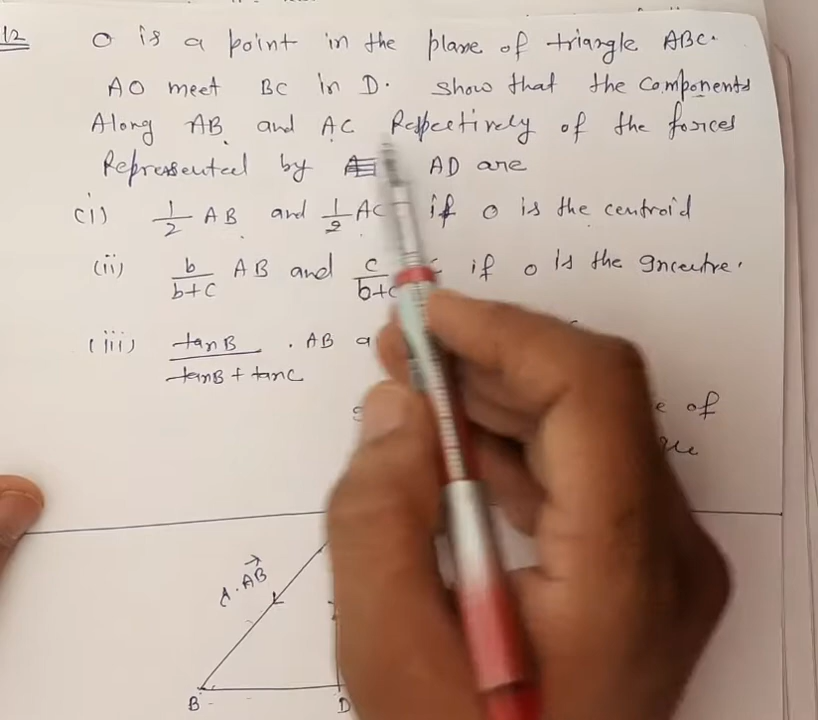 12 O is a point in the plane of triangle ABC.
AO meet BC in D. show that the Components
Along AB and AC Respectively of the forces
Represented by AD are
(i) 1/2 AB and 1/2 AC if O is the centroid
(ii) b/b+c AB and c/b+c if O is the Incentre.
(iii) tanB/tanB + tanC . AB
of
λ. AB
B
D